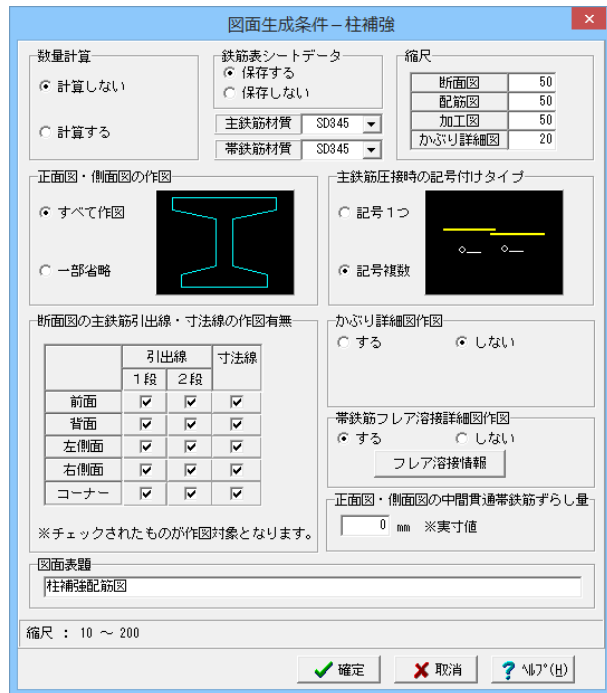 図面生成条件 – 柱補強
数量計算
計算しない
計算する
鉄筋表シートデータ
保存する
保存しない
主鉄筋材質 SD345
帯鉄筋材質 SD345
縮尺
断面図 50
配筋図 50
加工図 50
かぶり詳細図 20
正面図・側面図の作図
すべて作図
一部省略
主鉄筋圧接時の記号付けタイプ
記号1つ
記号複数
断面図の主鉄筋引出線・寸法線の作図有無
引出線 寸法線
1段 2段
前面
背面
左側面
右側面
コーナー
※チェックされたものが作図対象となります。
かぶり詳細図作図
する しない
帯鉄筋フレア溶接詳細図作図
する しない
フレア溶接情報
正面図・側面図の中間貫通帯鉄筋ずらし量
0 mm ※実寸値
図面表題
柱補強配筋図
縮尺 : 10 ~ 200
確定 取消 ヘルプ(H)